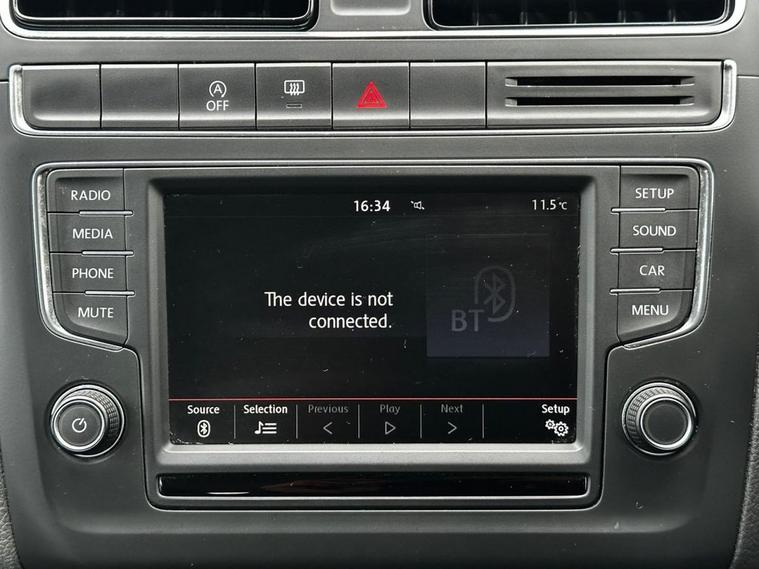 A
OFF
RADIO
MEDIA
PHONE
MUTE
16:34
11.5°C
The device is not
connected.
BT
Source
Selection
Previous
Play
Next
Setup
SETUP
SOUND
CAR
MENU